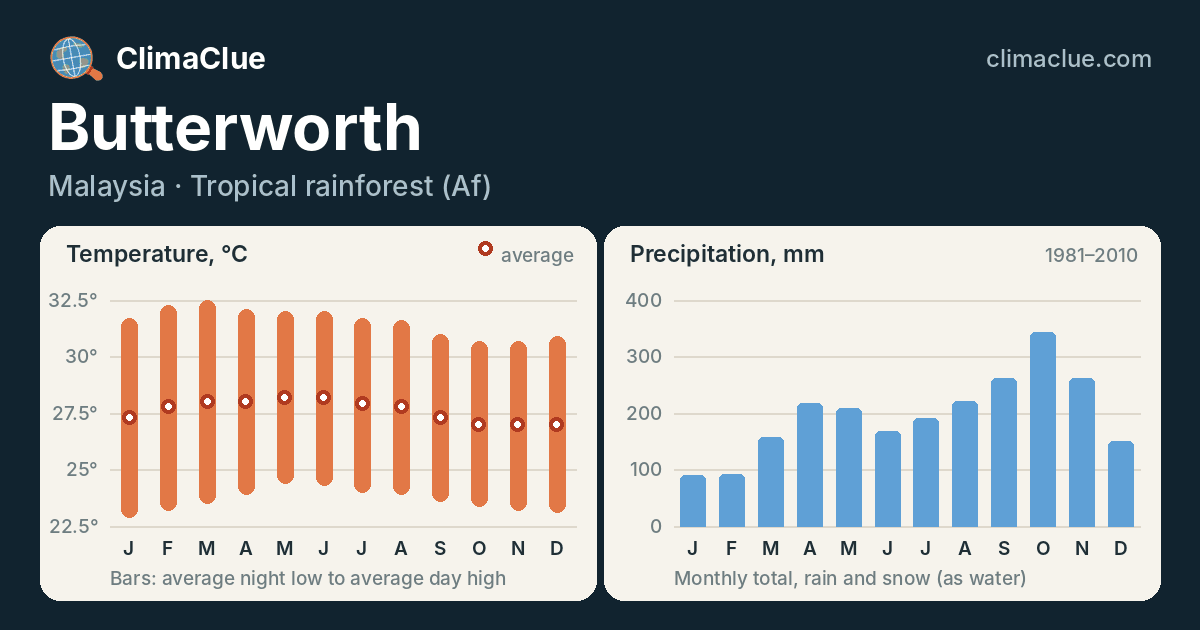 ClimaClue
climaclue.com
Butterworth
Malaysia · Tropical rainforest (Af)
Temperature, °C
average
32.5°
30°
27.5°
25°
22.5°
J F M A M J J A S O N D
Bars: average night low to average day high
Precipitation, mm
1981–2010
400
300
200
100
0
J F M A M J J A S O N D
Monthly total, rain and snow (as water)